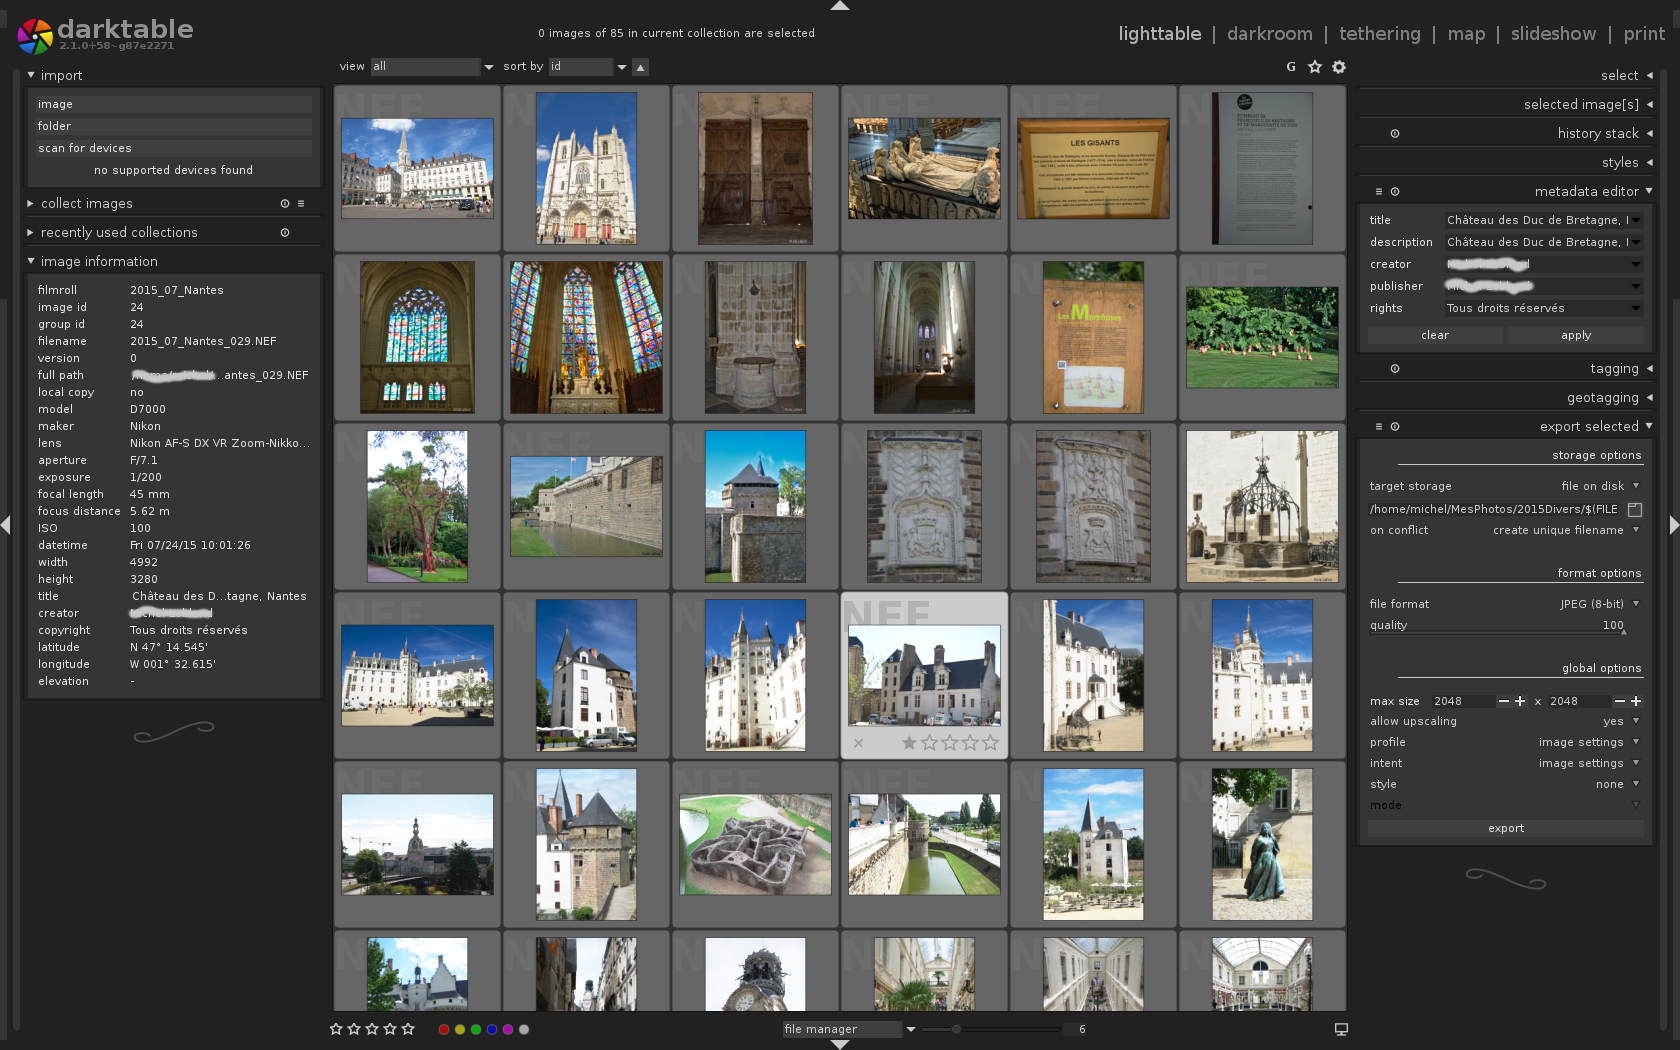 darktable
2.1.0+58~g87e2271
0 images of 85 in current collection are selected
lighttable | darkroom | tethering | map | slideshow | print
import
image
folder
scan for devices
no supported devices found
collect images
recently used collections
image information
filmroll 2015_07_Nantes
image id 24
group id 24
filename 2015_07_Nantes_029.NEF
version 0
full path ...antes_029.NEF
local copy no
model D7000
maker Nikon
lens Nikon AF-S DX VR Zoom-Nikko...
aperture F/7.1
exposure 1/200
focal length 45 mm
focus distance 5.62 m
ISO 100
datetime Fri 07/24/15 10:01:26
width 4992
height 3280
title Château des D...tagne, Nantes
creator
copyright Tous droits réservés
latitude N 47° 14.545'
longitude W 001° 32.615'
elevation -
view all sort by id
G
NEF
LES GISANTS
Les Morphoses
NEF
file manager 6
select
selected image[s]
history stack
styles
metadata editor
title Château des Duc de Bretagne, l
description Château des Duc de Bretagne, l
creator
publisher
rights Tous droits réservés
clear apply
tagging
geotagging
export selected
storage options
target storage file on disk
/home/michel/MesPhotos/2015Divers/$(FILE
on conflict create unique filename
format options
file format JPEG (8-bit)
quality 100
global options
max size 2048 x 2048
allow upscaling yes
profile image settings
intent image settings
style none
mode
export